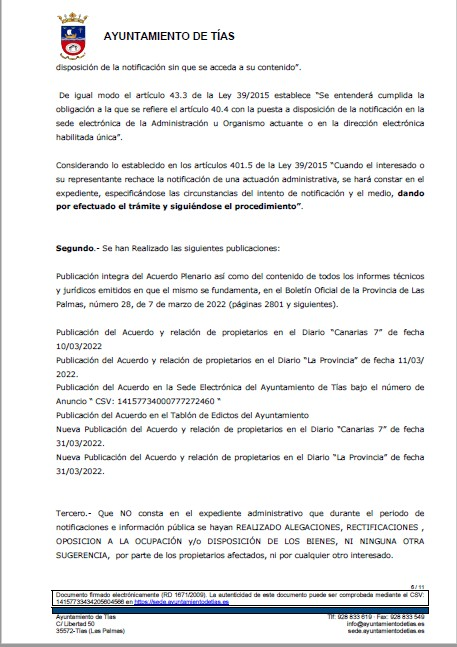 AYUNTAMIENTO DE TÍAS
disposición de la notificación sin que se acceda a su contenido”.
De igual modo el artículo 43.3 de la Ley 39/2015 establece “Se entenderá cumplida la
obligación a la que se refiere el artículo 40.4 con la puesta a disposición de la notificación en la
sede electrónica de la Administración u Organismo actuante o en la dirección electrónica
habilitada única”.
Considerando lo establecido en los artículos 401.5 de la Ley 39/2015 “Cuando el interesado o
su representante rechace la notificación de una actuación administrativa, se hará constar en el
expediente, especificándose las circunstancias del intento de notificación y el medio, dando
por efectuado el trámite y siguiéndose el procedimiento”.
Segundo.- Se han Realizado las siguientes publicaciones:
Publicación integra del Acuerdo Plenario así como del contenido de todos los informes técnicos
y jurídicos emitidos en que el mismo se fundamenta, en el Boletín Oficial de la Provincia de Las
Palmas, número 28, de 7 de marzo de 2022 (páginas 2801 y siguientes).
Publicación del Acuerdo y relación de propietarios en el Diario “Canarias 7” de fecha
10/03/2022
Publicación del Acuerdo y relación de propietarios en el Diario “La Provincia” de fecha 11/03/
2022.
Publicación del Acuerdo en la Sede Electrónica del Ayuntamiento de Tías bajo el número de
Anuncio “ CSV: 14157734000777272460 “
Publicación del Acuerdo en el Tablón de Edictos del Ayuntamiento
Nueva Publicación del Acuerdo y relación de propietarios en el Diario “Canarias 7” de fecha
31/03/2022.
Nueva Publicación del Acuerdo y relación de propietarios en el Diario “La Provincia” de fecha
31/03/2022.
Tercero.- Que NO consta en el expediente administrativo que durante el periodo de
notificaciones e información pública se hayan REALIZADO ALEGACIONES, RECTIFICACIONES ,
OPOSICION A LA OCUPACIÓN y/o DISPOSICIÓN DE LOS BIENES, NI NINGUNA OTRA
SUGERENCIA, por parte de los propietarios afectados, ni por cualquier otro interesado.
6 / 11
Documento firmado electrónicamente (RD 1671/2009). La autenticidad de este documento puede ser comprobada mediante el CSV:
14157733434205604566 en https://sede.ayuntamientodetias.es
Ayuntamiento de Tías
C/ Libertad 50
35572-Tías (Las Palmas)
Tlf: 928 833 619 · Fax: 928 833 549
info@ayuntamientodetias.es
sede.ayuntamientodetias.es